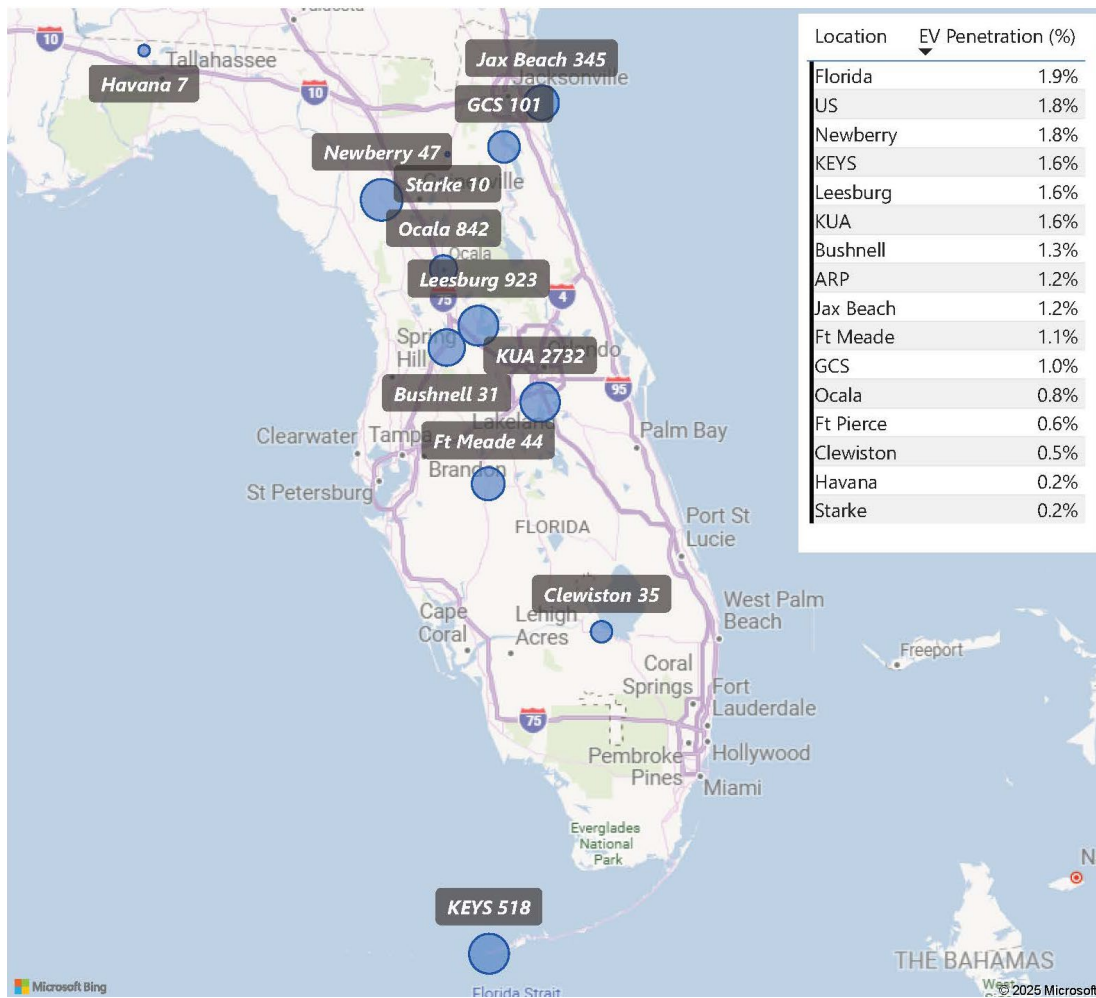 10
Tallahassee
Havana 7
10
Jax Beach 345
Jacksonville
GCS 101
Newberry 47
Starke 10
Ocala 842
Ocala
Leesburg 923
75
4
Spring
Hill
KUA 2732
Orlando
Bushnell 31
95
Lakeland
Clearwater
Tampa
Ft Meade 44
Palm Bay
Brandon
St Petersburg
FLORIDA
Port St
Lucie
Clewiston 35
Cape
Coral
Lehigh
Acres
West Palm
Beach
Freeport
Coral
Springs
Fort
Lauderdale
75
Pembroke
Pines
Hollywood
Miami
Everglades
National
Park
KEYS 518
THE BAHAMAS
Florida Strait
Microsoft Bing
© 2025 Microsoft
Location EV Penetration (%)
Florida 1.9%
US 1.8%
Newberry 1.8%
KEYS 1.6%
Leesburg 1.6%
KUA 1.6%
Bushnell 1.3%
ARP 1.2%
Jax Beach 1.2%
Ft Meade 1.1%
GCS 1.0%
Ocala 0.8%
Ft Pierce 0.6%
Clewiston 0.5%
Havana 0.2%
Starke 0.2%